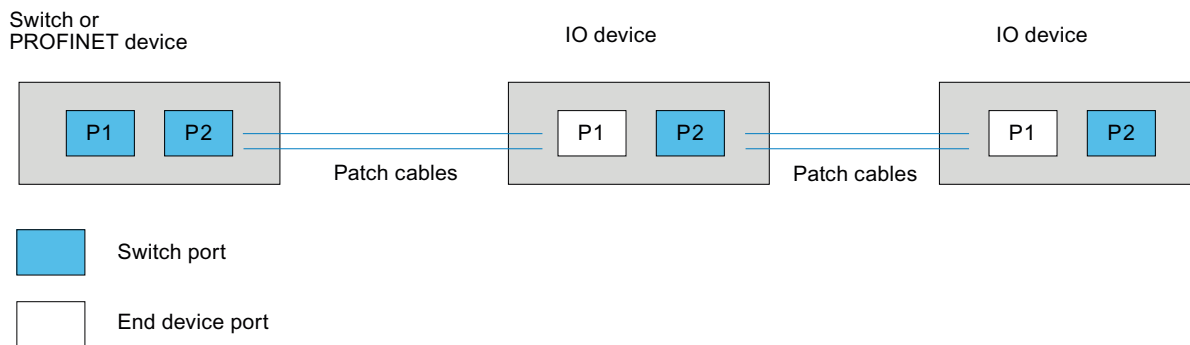 Switch or
PROFINET device
IO device
IO device
P1
P2
P1
P2
P1
P2
Patch cables
Patch cables
Switch port
End device port